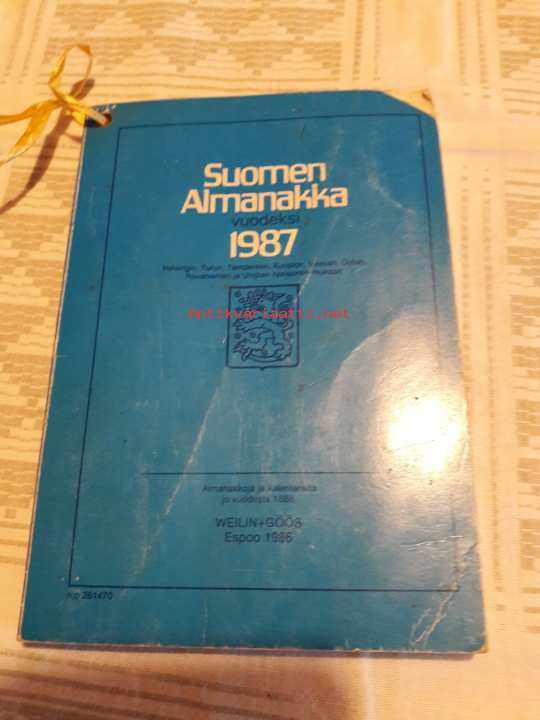 Suomen
Almanakka
vuodeksi
1987
Helsingin, Turun, Tampereen, Kuopion, Vaasan, Oulun,
Rovaniemen ja Utsjoen horisontin mukaan
Antikvariaatti.net
Almanakkoja ja kalentereita
jo vuodesta 1888
WEILIN+GÖÖS
Espoo 1986
n:o 261470